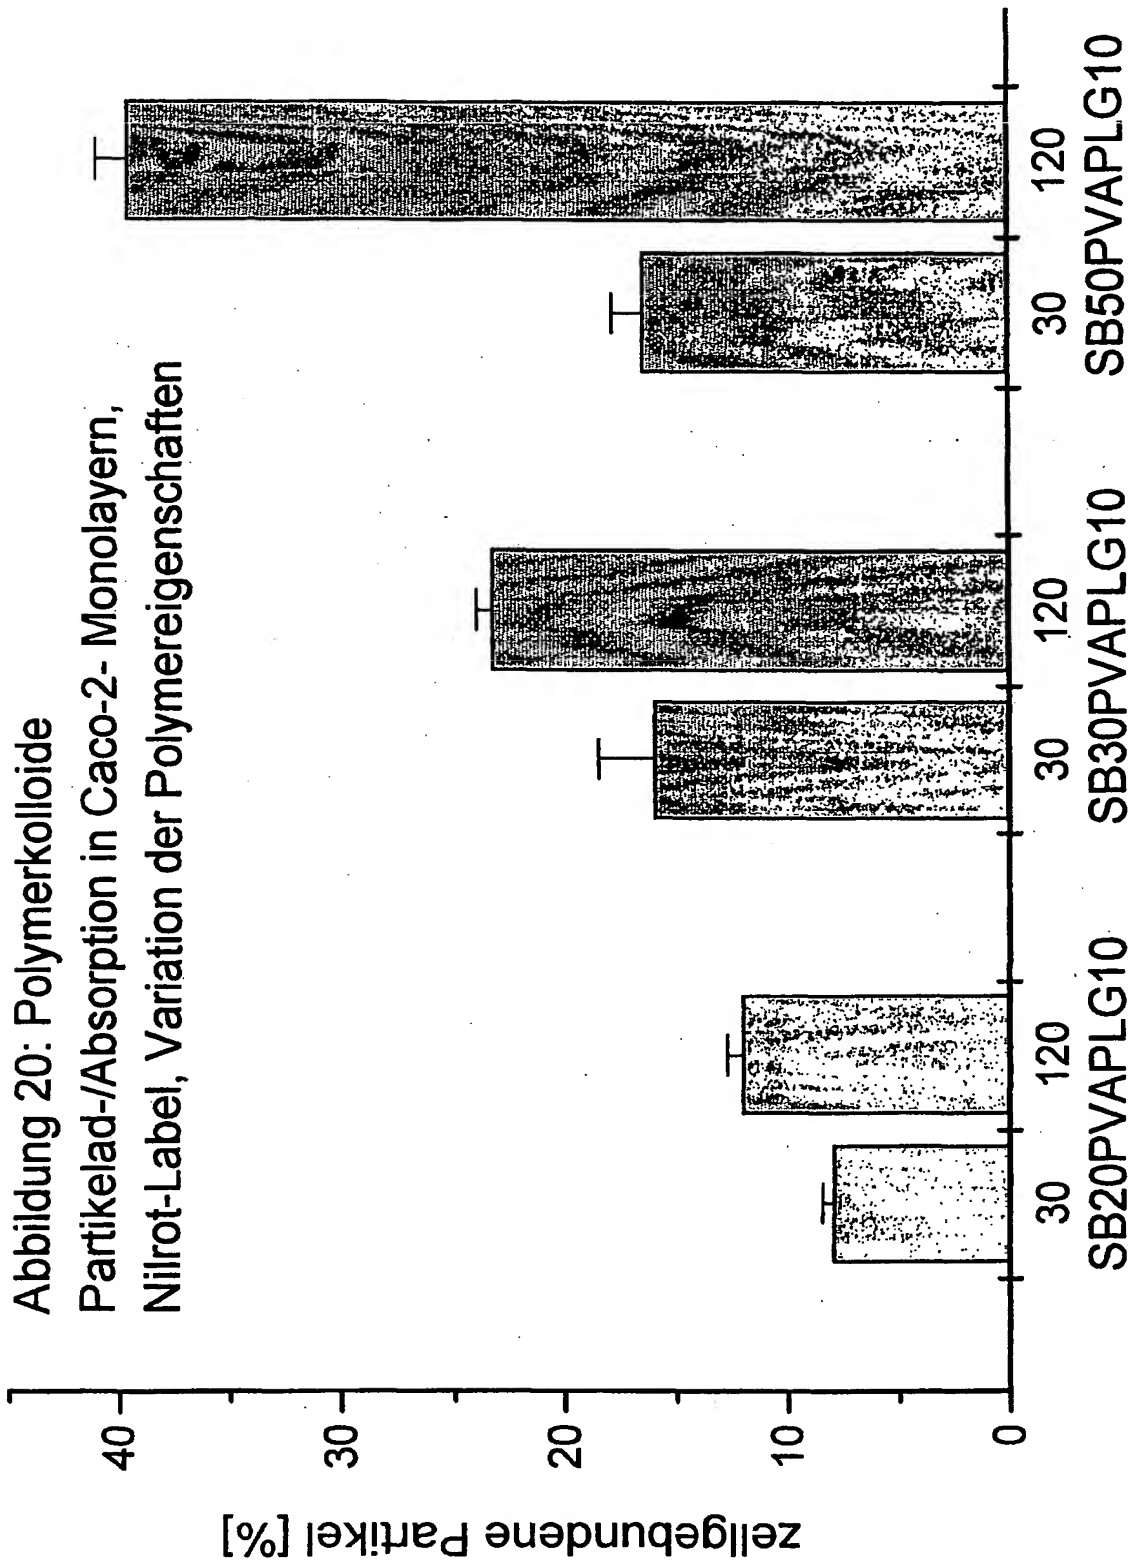 Abbildung 20: Polymerkolloide
Partikelad-/Absorption in Caco-2- Monolayern,
Nilrot-Label, Variation der Polymereigenschaften
zellgebundene Partikel [%]
40
30
20
10
0
30 120 30 120 30 120
SB20PVAPLG10 SB30PVAPLG10 SB50PVAPLG10